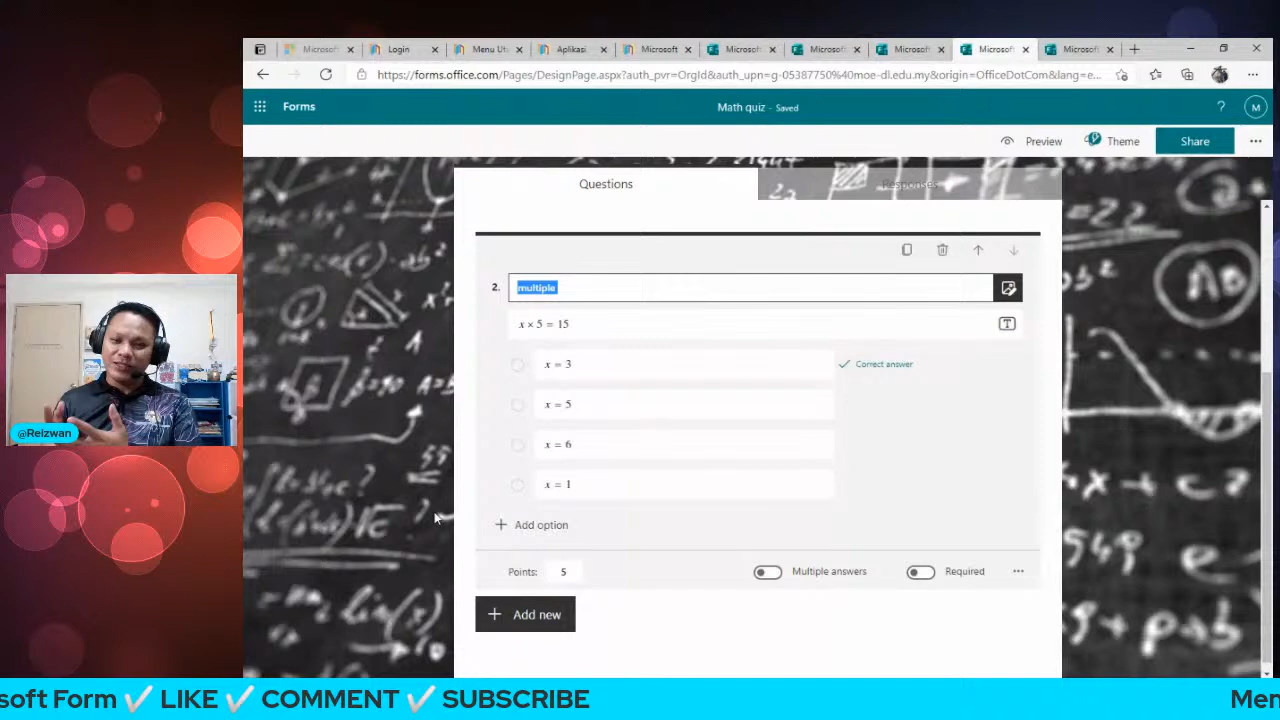 Microsoft
Login
Menu Ut
Aplikasi
Microsoft
Microsof
Microsoft
Microsoft
Microsoft
Microsoft
https://forms.office.com/Pages/DesignPage.aspx?auth_pvr=OrgId&auth_upn=g-05387750%40moe-dl.edu.my&origin=OfficeDotCom&lang=e...
Forms
Math quiz - Saved
?
M
Preview
Theme
Share
Questions
Responses
2.
multiple
x × 5 = 15
x = 3
Correct answer
x = 5
x = 6
x = 1
Add option
Points: 5
Multiple answers
Required
Add new
@Reizwan
soft Form ✔ LIKE ✔ COMMENT ✔ SUBSCRIBE
Men